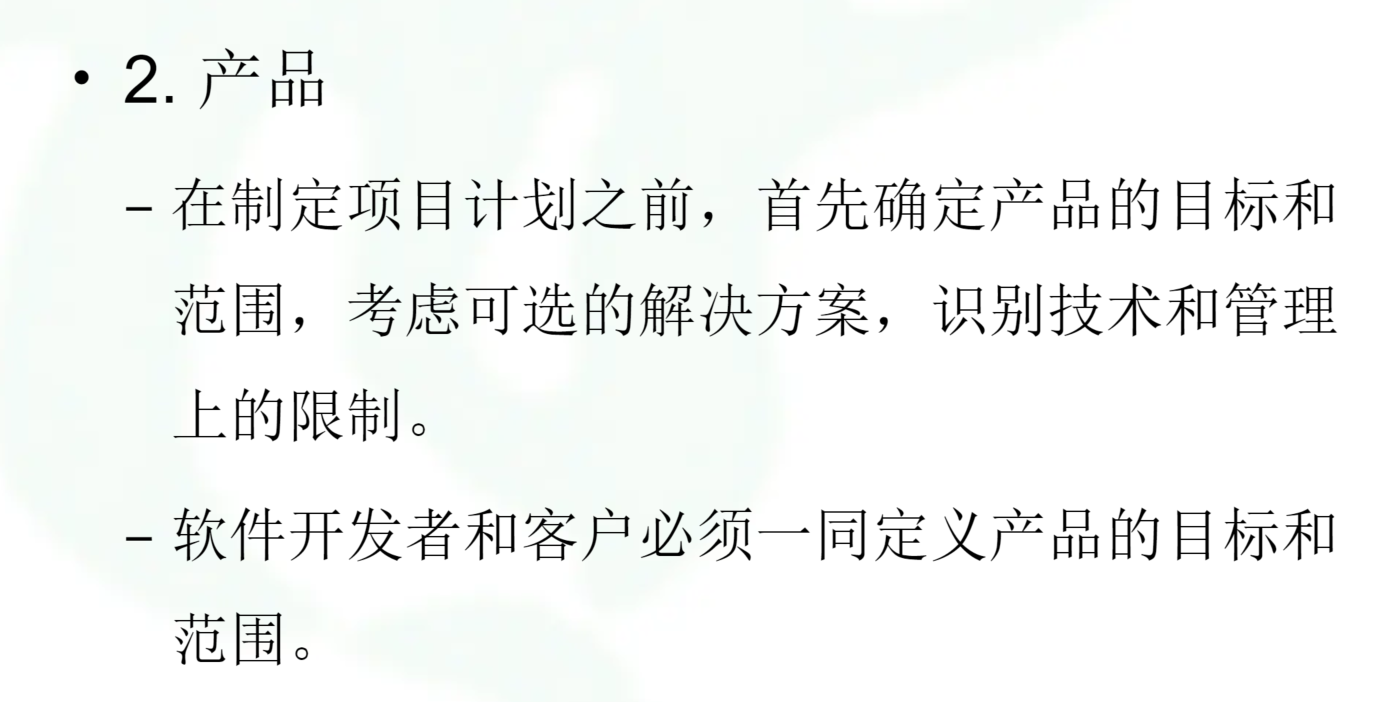 • 2. 产品
– 在制定项目计划之前，首先确定产品的目标和
范围，考虑可选的解决方案，识别技术和管理
上的限制。
– 软件开发者和客户必须一同定义产品的目标和
范围。